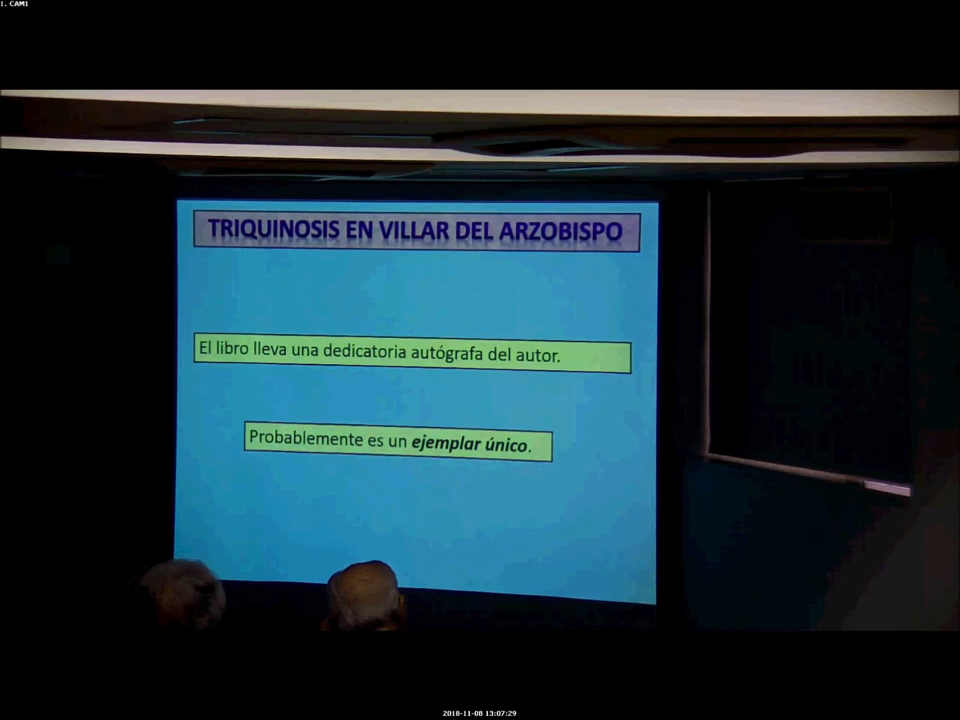 1. CAM1
TRIQUINOSIS EN VILLAR DEL ARZOBISPO
El libro lleva una dedicatoria autógrafa del autor.
Probablemente es un ejemplar único.
2018-11-08 13:07:29